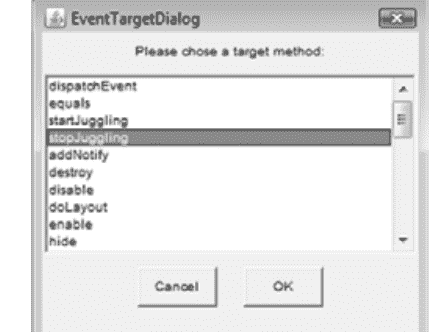 EventTargetDialog
Please chose a target method:
dispatchEvent
equals
startJuggling
stopJuggling
addNotify
destroy
disable
doLayout
enable
hide
Cancel OK